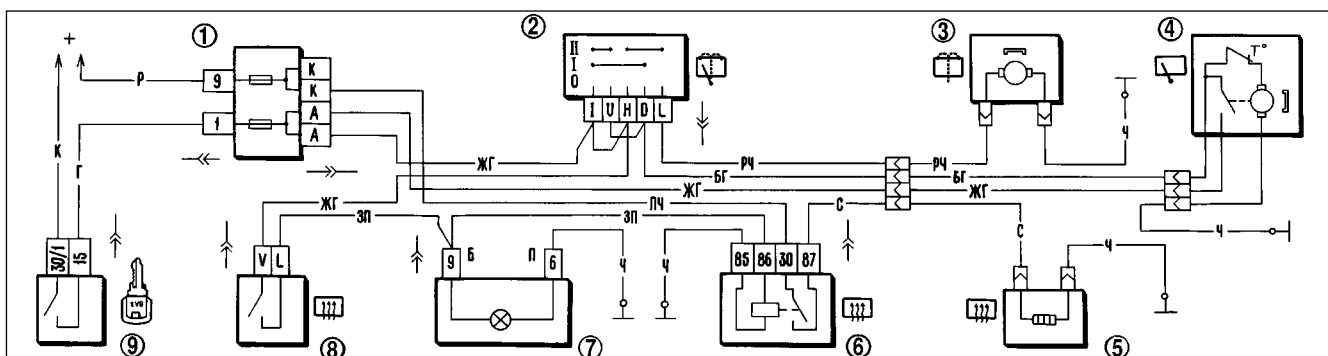 ① ② ③ ④
+
Р
9
К
К
1
А
А
К
Г
II
I
0
I U H D L
Ч
T°
ЖГ
РЧ РЧ
БГ БГ
ЖГ ЖГ
ЖГ
ПЧ
С
ЗП ЗП
Ч
Ч
С
Ч
Ч
30/1 15
V L
9 Б П 6
85 86 30 87
⑨ ⑧ ⑦ ⑥ ⑤